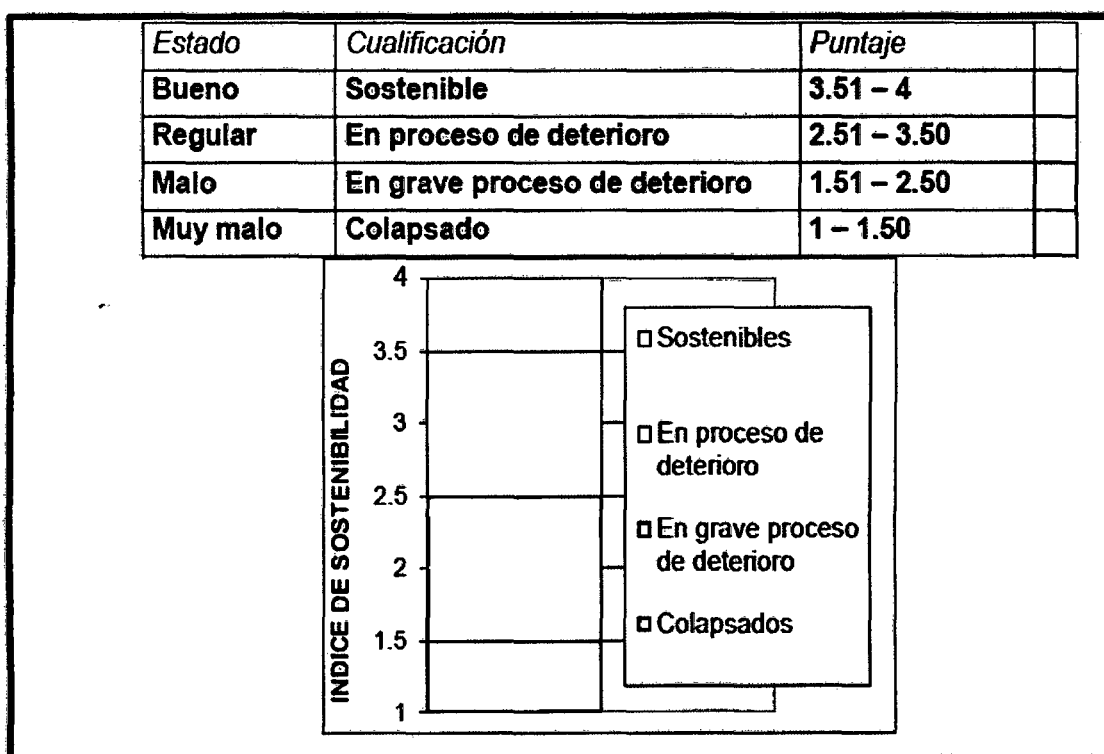 Estado Cualificación Puntaje
Bueno Sostenible 3.51 – 4
Regular En proceso de deterioro 2.51 – 3.50
Malo En grave proceso de deterioro 1.51 – 2.50
Muy malo Colapsado 1 – 1.50
INDICE DE SOSTENIBILIDAD
4
3.5
3
2.5
2
1.5
1
Sostenibles
En proceso de
deterioro
En grave proceso
de deterioro
Colapsados